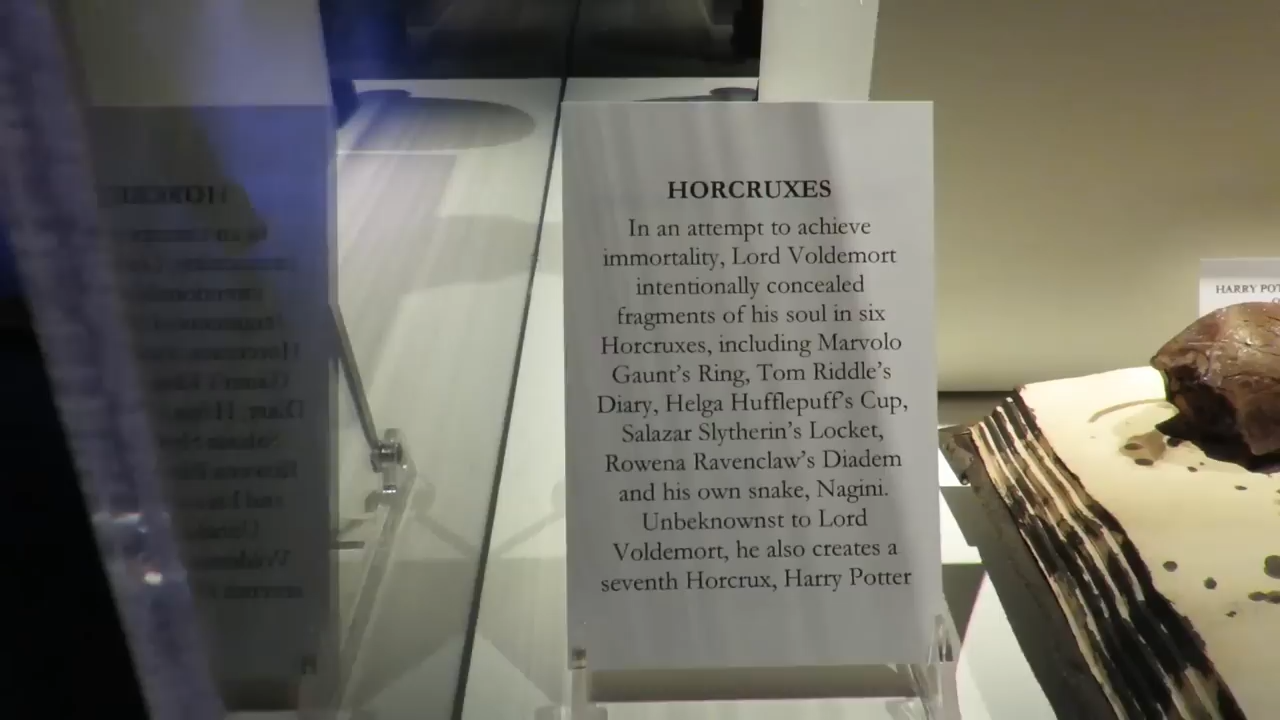 HORCRUXES
In an attempt to achieve
immortality, Lord Voldemort
intentionally concealed
fragments of his soul in six
Horcruxes, including Marvolo
Gaunt's Ring, Tom Riddle's
Diary, Helga Hufflepuff's Cup,
Salazar Slytherin's Locket,
Rowena Ravenclaw's Diadem
and his own snake, Nagini.
Unbeknownst to Lord
Voldemort, he also creates a
seventh Horcrux, Harry Potter
HARRY POT